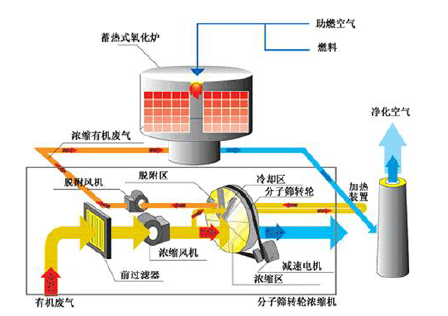 助燃空气
蓄热式氧化炉
燃料
净化空气
浓缩有机废气
脱附区
冷却区
脱附风机
分子筛转轮
加热
装置
浓缩风机
减速电机
前过滤器
浓缩区
有机废气
分子筛转轮浓缩机